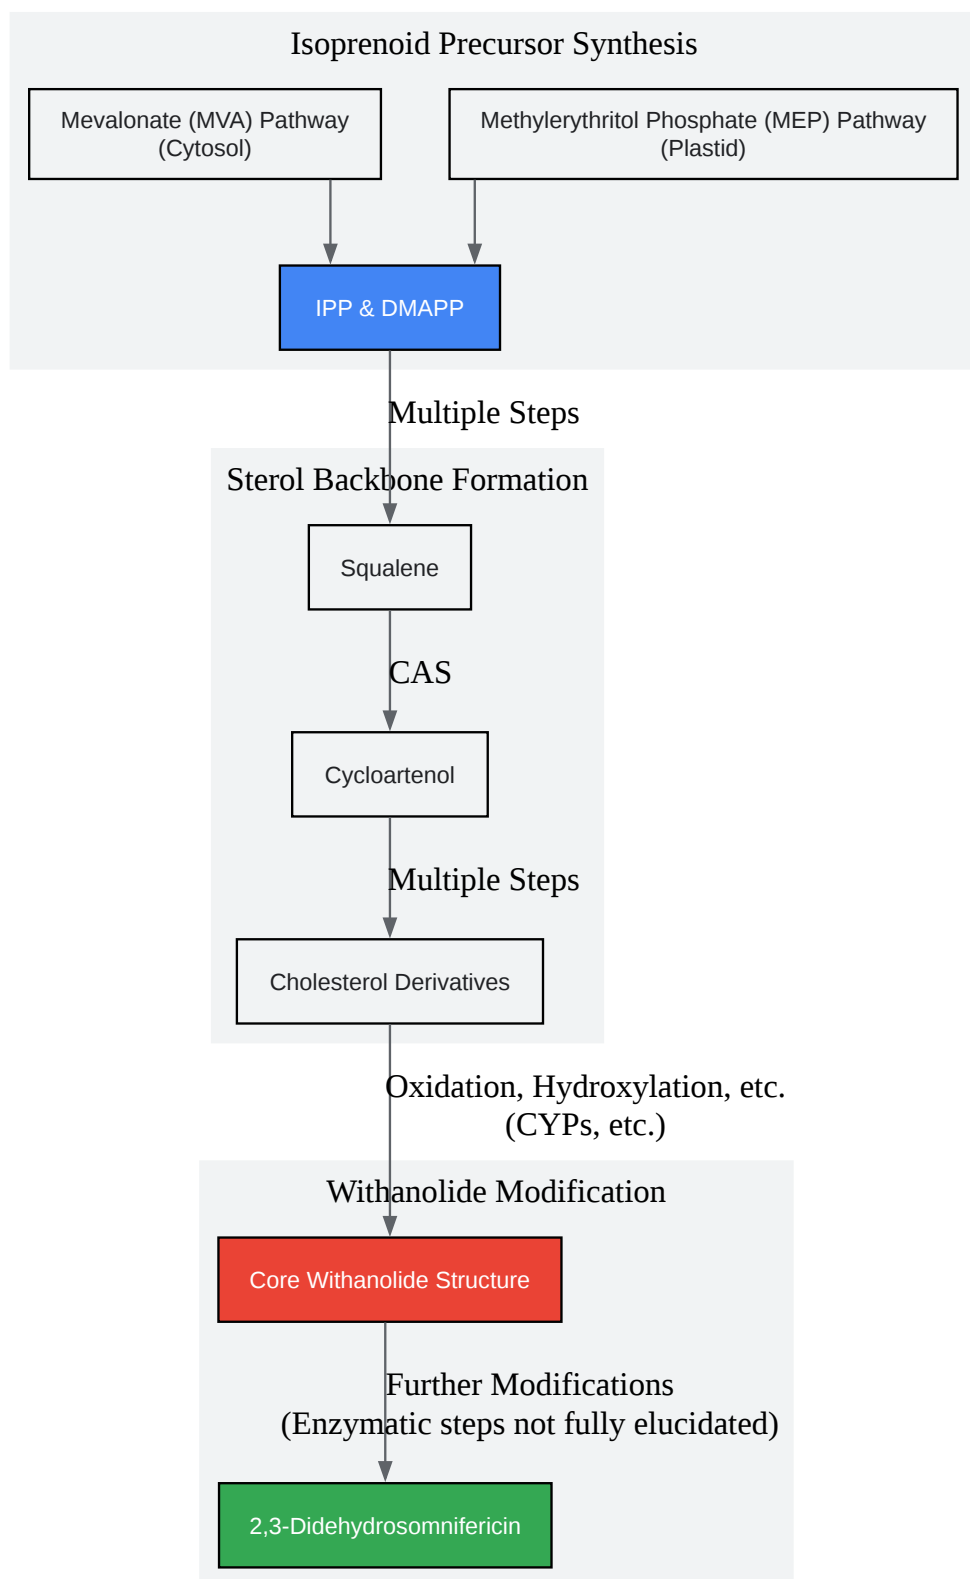 Isoprenoid Precursor Synthesis
Mevalonate (MVA) Pathway
(Cytosol)
Methylerythritol Phosphate (MEP) Pathway
(Plastid)
IPP & DMAPP
Multiple Steps
Sterol Backbone Formation
Squalene
CAS
Cycloartenol
Multiple Steps
Cholesterol Derivatives
Oxidation, Hydroxylation, etc.
(CYPs, etc.)
Withanolide Modification
Core Withanolide Structure
Further Modifications
(Enzymatic steps not fully elucidated)
2,3-Didehydrosomnifericin